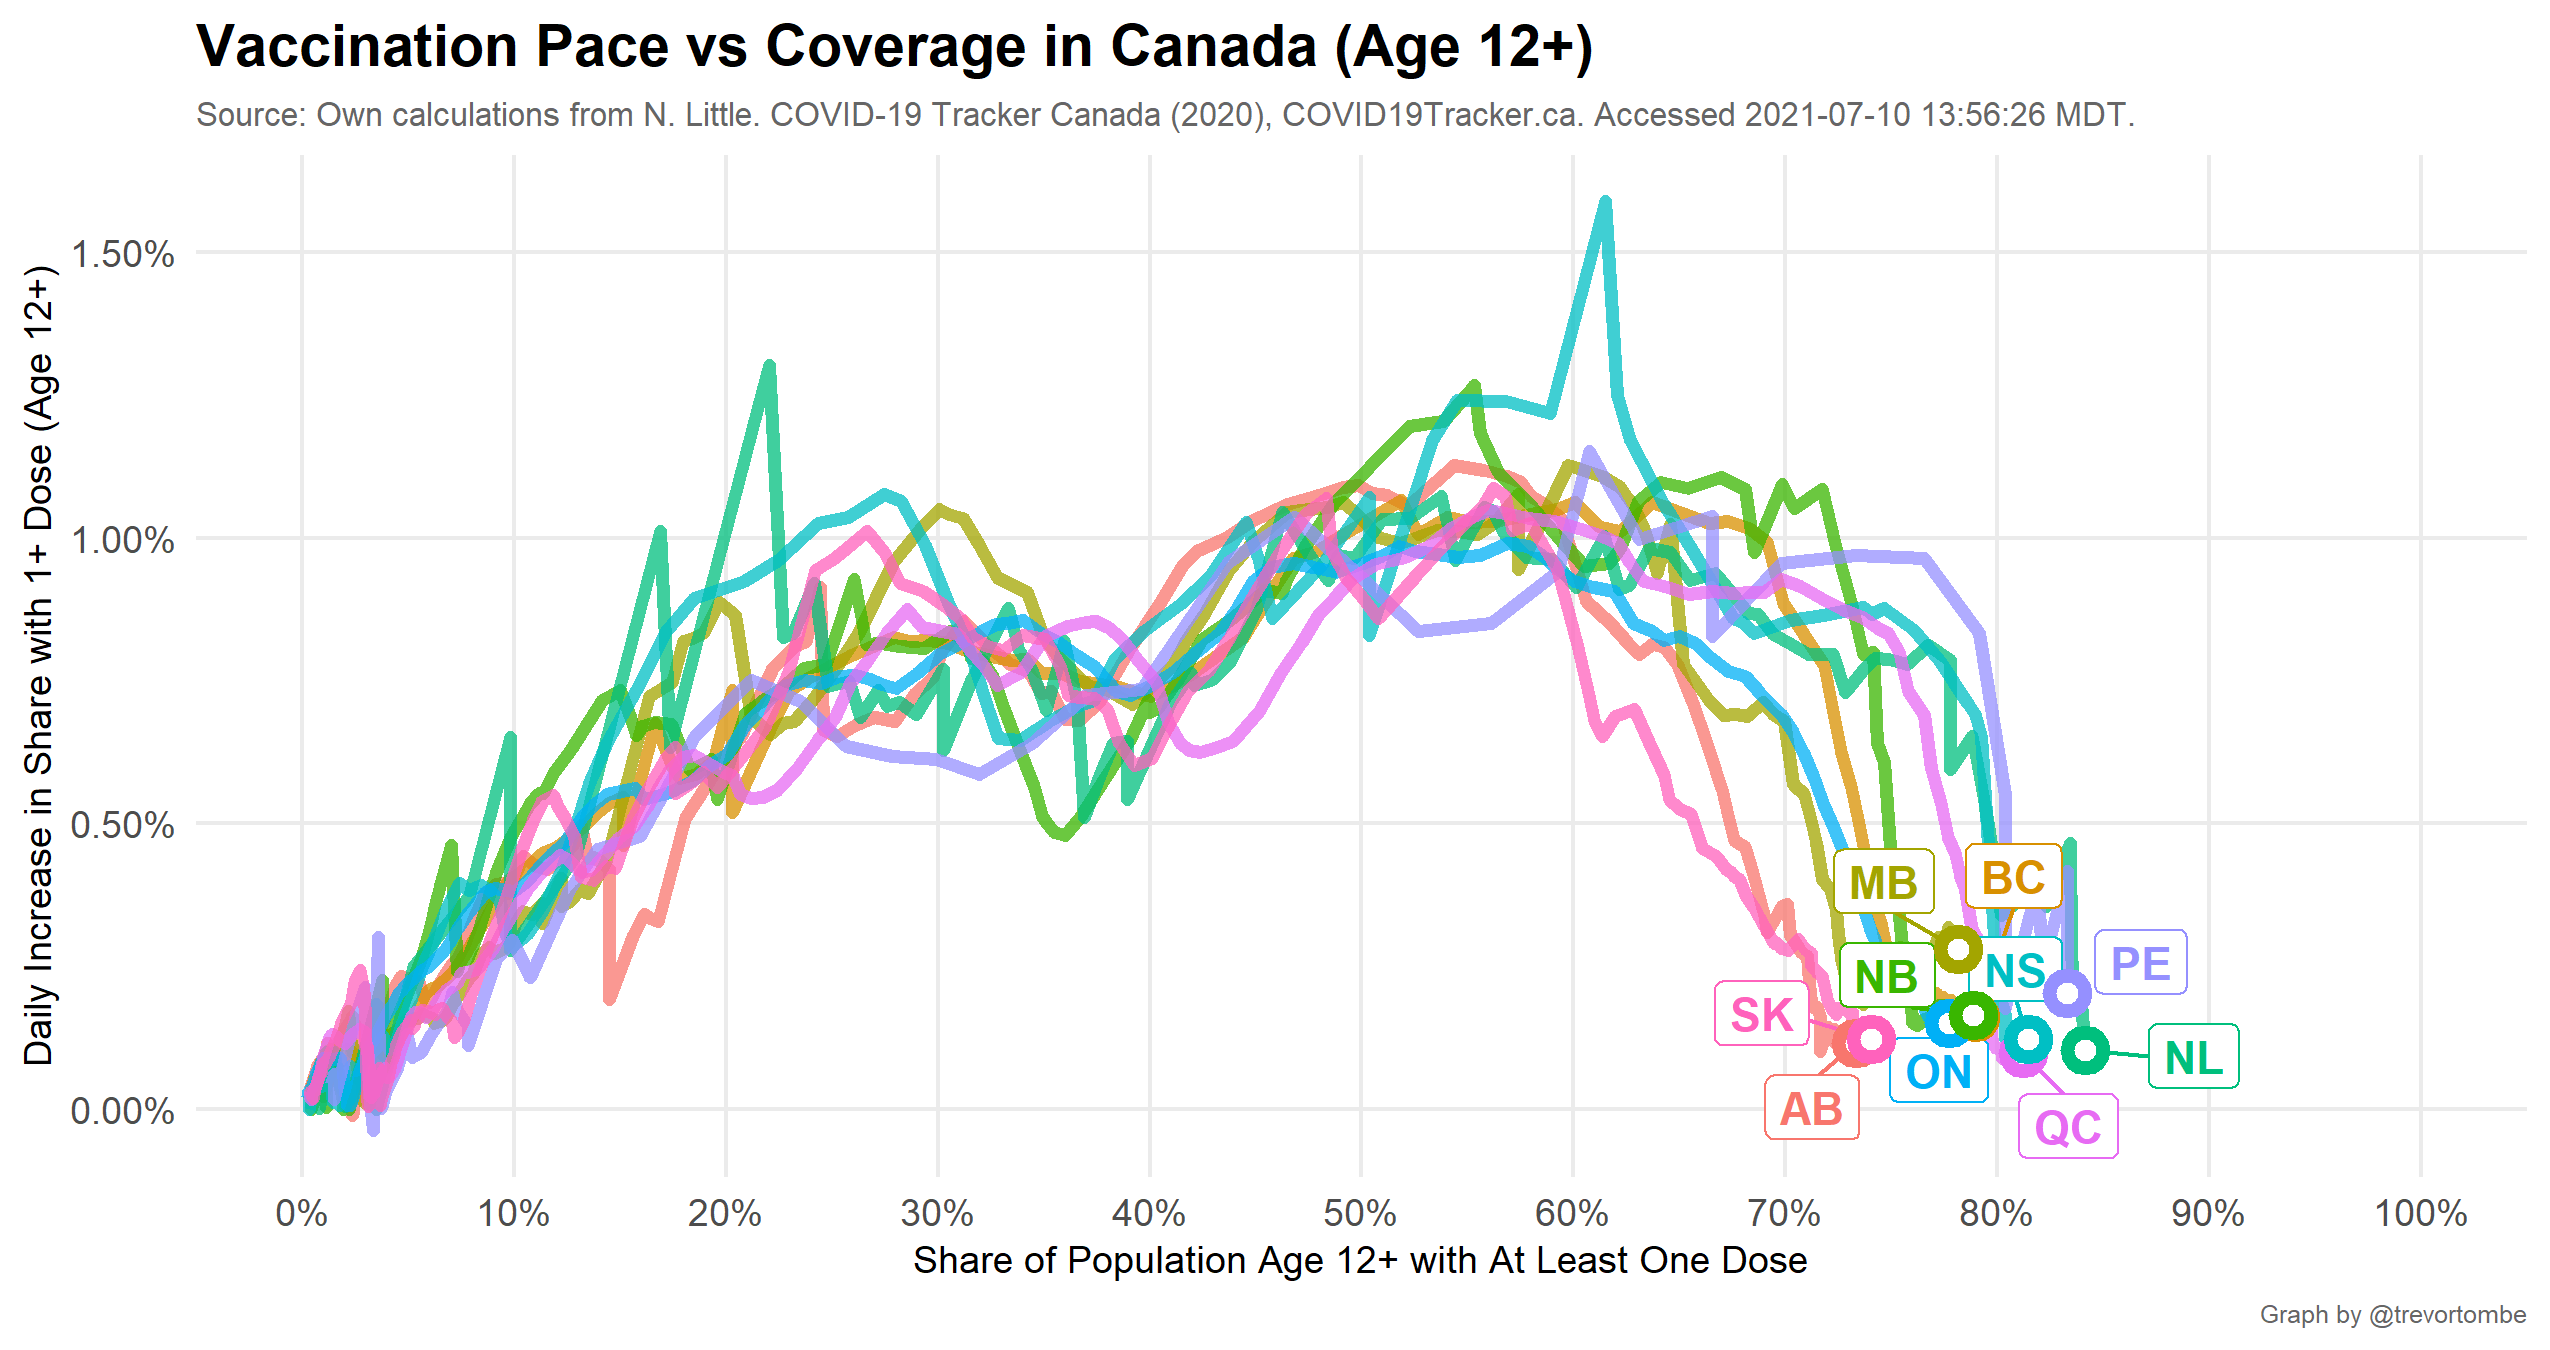 Vaccination Pace vs Coverage in Canada (Age 12+)
Source: Own calculations from N. Little. COVID-19 Tracker Canada (2020), COVID19Tracker.ca. Accessed 2021-07-10 13:56:26 MDT.
Daily Increase in Share with 1+ Dose (Age 12+)
1.50%
1.00%
0.50%
0.00%
MB
BC
NB
NS
PE
SK
ON
NL
AB
QC
0% 10% 20% 30% 40% 50% 60% 70% 80% 90% 100%
Share of Population Age 12+ with At Least One Dose
Graph by @trevortombe